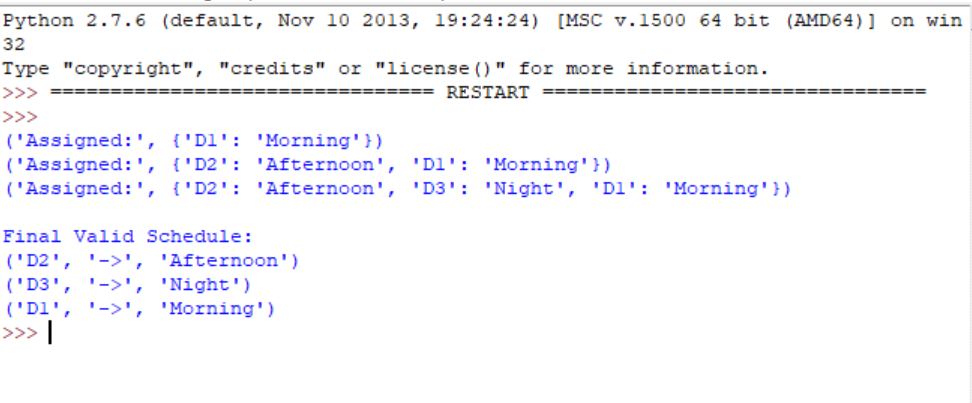 Python 2.7.6 (default, Nov 10 2013, 19:24:24) [MSC v.1500 64 bit (AMD64)] on win
32
Type "copyright", "credits" or "license()" for more information.
>>> ================================ RESTART ================================
>>>
('Assigned:', {'D1': 'Morning'})
('Assigned:', {'D2': 'Afternoon', 'D1': 'Morning'})
('Assigned:', {'D2': 'Afternoon', 'D3': 'Night', 'D1': 'Morning'})
Final Valid Schedule:
('D2', '->', 'Afternoon')
('D3', '->', 'Night')
('D1', '->', 'Morning')
>>>